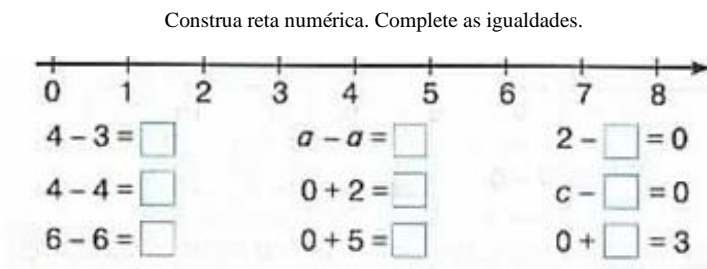 Construa reta numérica. Complete as igualdades.
0 1 2 3 4 5 6 7 8
4 – 3 = □ a – a = □ 2 – □ = 0
4 – 4 = □ 0 + 2 = □ c – □ = 0
6 – 6 = □ 0 + 5 = □ 0 + □ = 3